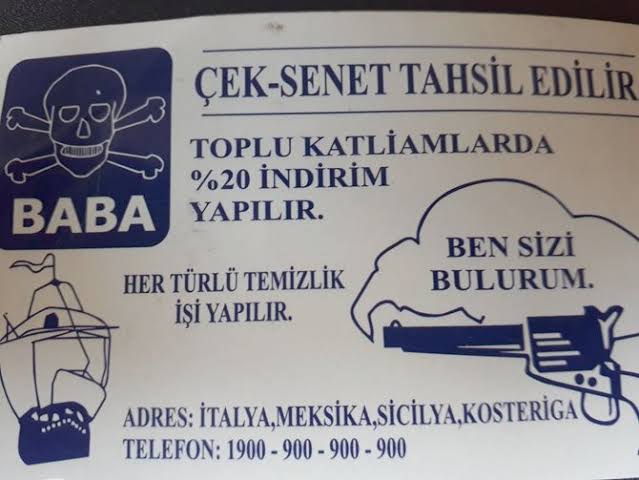 ÇEK-SENET TAHSİL EDİLİR
BABA
TOPLU KATLİAMLARDA
%20 İNDİRİM
YAPILIR.
BEN SİZİ
BULURUM.
HER TÜRLÜ TEMİZLİK
İŞİ YAPILIR.
ADRES: İTALYA,MEKSİKA,SİCİLYA,KOSTERİGA
TELEFON: 1900 - 900 - 900 - 900